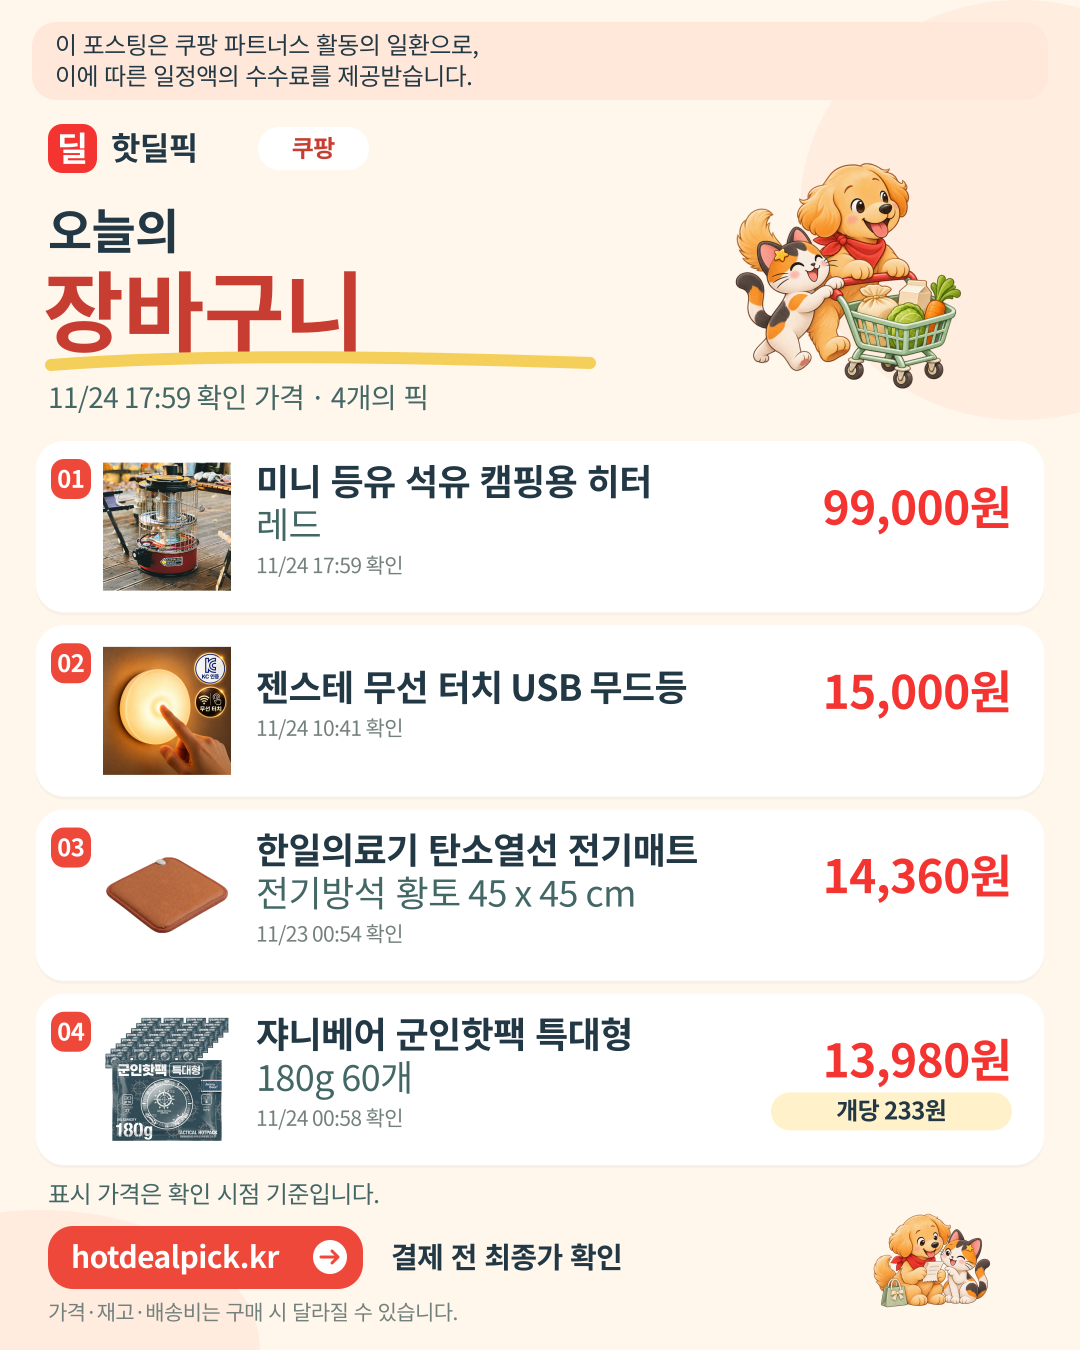 이 포스팅은 쿠팡 파트너스 활동의 일환으로,
이에 따른 일정액의 수수료를 제공받습니다.
딜 핫딜픽 쿠팡
오늘의
장바구니
11/24 17:59 확인 가격 · 4개의 픽
01
미니 등유 석유 캠핑용 히터
레드
11/24 17:59 확인
99,000원
02
KC 인증
무선 터치
젠스테 무선 터치 USB 무드등
11/24 10:41 확인
15,000원
03
한일의료기 탄소열선 전기매트
전기방석 황토 45 x 45 cm
11/23 00:54 확인
14,360원
04
군인핫팩 특대형
180g
TACTICAL HOTPACK
쟈니베어 군인핫팩 특대형
180g 60개
11/24 00:58 확인
13,980원
개당 233원
표시 가격은 확인 시점 기준입니다.
hotdealpick.kr
결제 전 최종가 확인
가격·재고·배송비는 구매 시 달라질 수 있습니다.